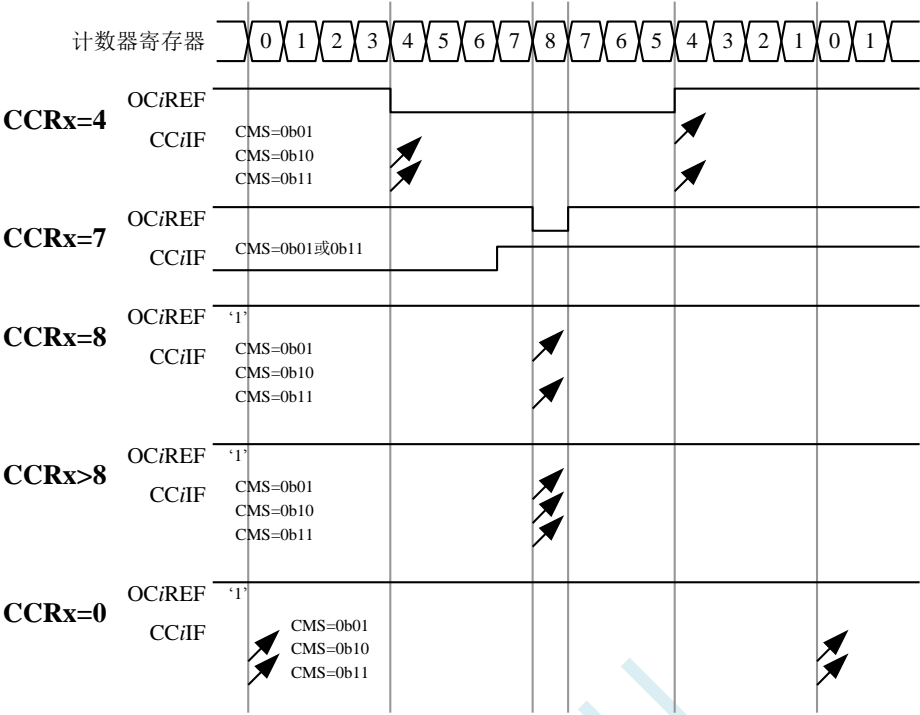 计数器寄存器 0 1 2 3 4 5 6 7 8 7 6 5 4 3 2 1 0 1
CCRx=4
OCiREF
CCiIF
CMS=0b01
CMS=0b10
CMS=0b11
CCRx=7
OCiREF
CCiIF
CMS=0b01或0b11
CCRx=8
OCiREF
‘1’
CCiIF
CMS=0b01
CMS=0b10
CMS=0b11
CCRx>8
OCiREF
‘1’
CCiIF
CMS=0b01
CMS=0b10
CMS=0b11
CCRx=0
OCiREF
‘1’
CCiIF
CMS=0b01
CMS=0b10
CMS=0b11